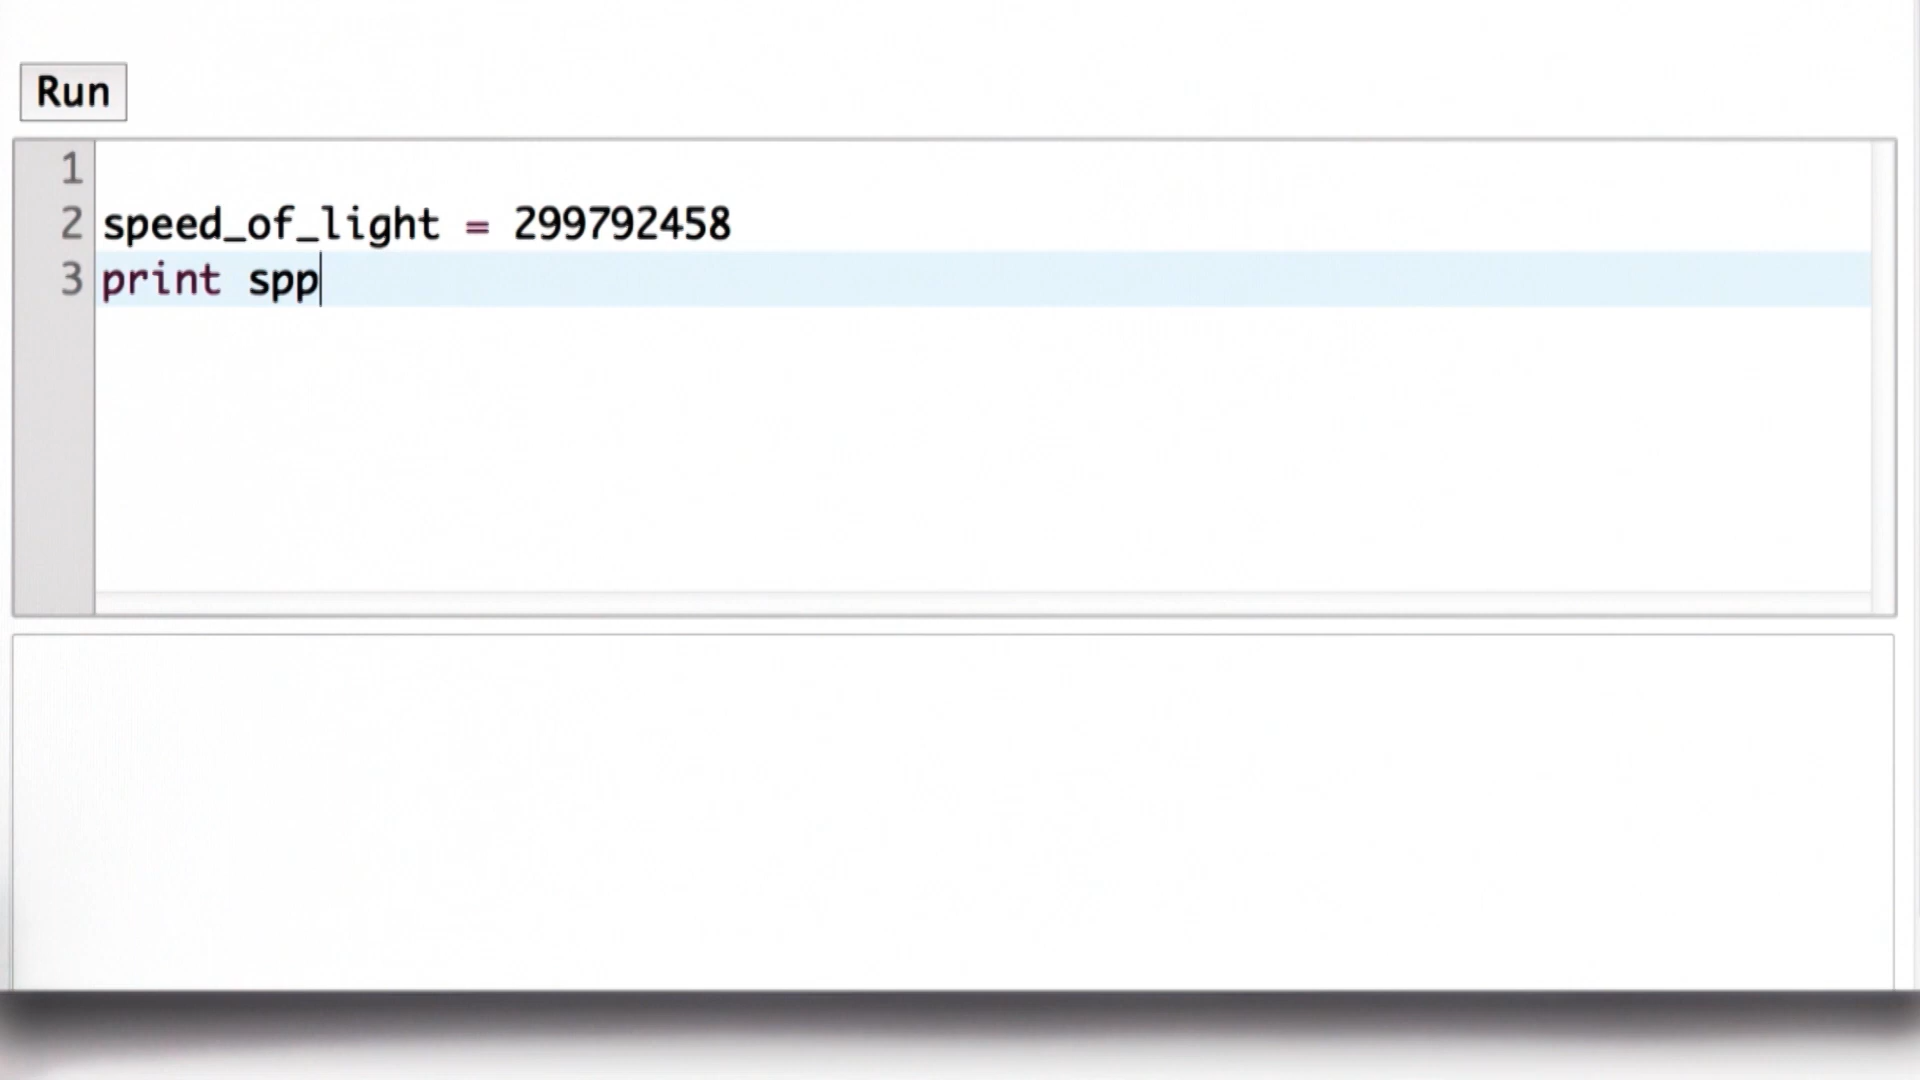 Run
1
2 speed_of_light = 299792458
3 print spp